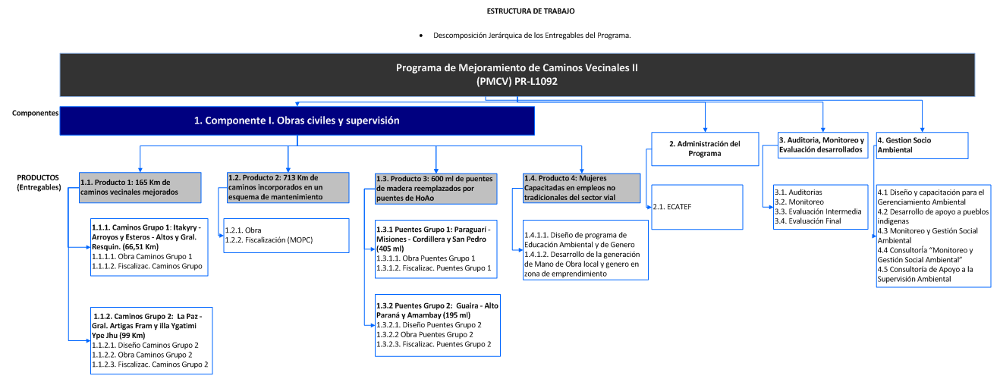 ESTRUCTURA DE TRABAJO
• Descomposición Jerárquica de los Entregables del Programa.
Programa de Mejoramiento de Caminos Vecinales II
(PMCV) PR-L1092
Componentes
1. Componente I. Obras civiles y supervisión
2. Administración del
Programa
3. Auditoria, Monitoreo y
Evaluación desarrollados
4. Gestion Socio
Ambiental
PRODUCTOS
(Entregables)
1.1. Producto 1: 165 Km de
caminos vecinales mejorados
1.2. Producto 2: 713 Km de
caminos incorporados en un
esquema de mantenimiento
1.3. Producto 3: 600 ml de puentes
de madera reemplazados por
puentes de HoAo
1.4. Producto 4: Mujeres
Capacitadas en empleos no
tradicionales del sector vial
2.1. ECATEF
3.1. Auditorias
3.2. Monitoreo
3.3. Evaluación Intermedia
3.4. Evaluación Final
4.1 Diseño y capacitación para el
Gerenciamiento Ambiental
4.2 Desarrollo de apoyo a pueblos
indigenas
4.3 Monitoreo y Gestión Social
Ambiental
4.4 Consultoría “Monitoreo y
Gestión Social Ambiental”
4.5 Consultoría de Apoyo a la
Supervisión Ambiental
1.1.1. Caminos Grupo 1: Itakyry -
Arroyos y Esteros - Altos y Gral.
Resquin. (66,51 Km)
1.1.1.1. Obra Caminos Grupo 1
1.1.1.2. Fiscalizac. Caminos Grupo
1.2.1. Obra
1.2.2. Fiscalización (MOPC)
1.3.1 Puentes Grupo 1: Paraguarí -
Misiones - Cordillera y San Pedro
(405 ml)
1.3.1.1. Obra Puentes Grupo 1
1.3.1.2. Fiscalizac. Puentes Grupo 1
1.4.1.1. Diseño de programa de
Educación Ambiental y de Genero
1.4.1.2. Desarrollo de la generación
de Mano de Obra local y genero en
zona de emprendimiento
1.1.2. Caminos Grupo 2: La Paz -
Gral. Artigas Fram y illa Ygatimi
Ype Jhu (99 Km)
1.1.2.1. Diseño Caminos Grupo 2
1.1.2.2. Obra Caminos Grupo 2
1.1.2.3. Fiscalizac. Caminos Grupo 2
1.3.2 Puentes Grupo 2: Guaira - Alto
Paraná y Amambay (195 ml)
1.3.2.1. Diseño Puentes Grupo 2
1.3.2.2 Obra Puentes Grupo 2
1.3.2.3. Fiscalizac. Puentes Grupo 2